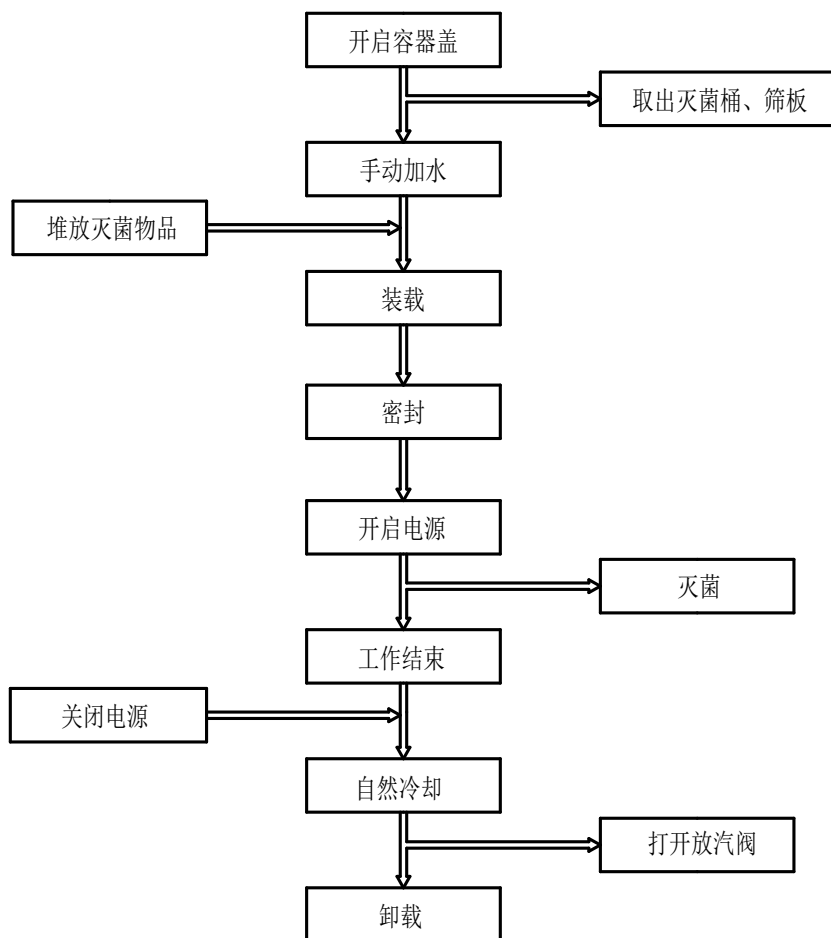 开启容器盖
取出灭菌桶、筛板
手动加水
堆放灭菌物品
装载
密封
开启电源
灭菌
工作结束
关闭电源
自然冷却
打开放汽阀
卸载